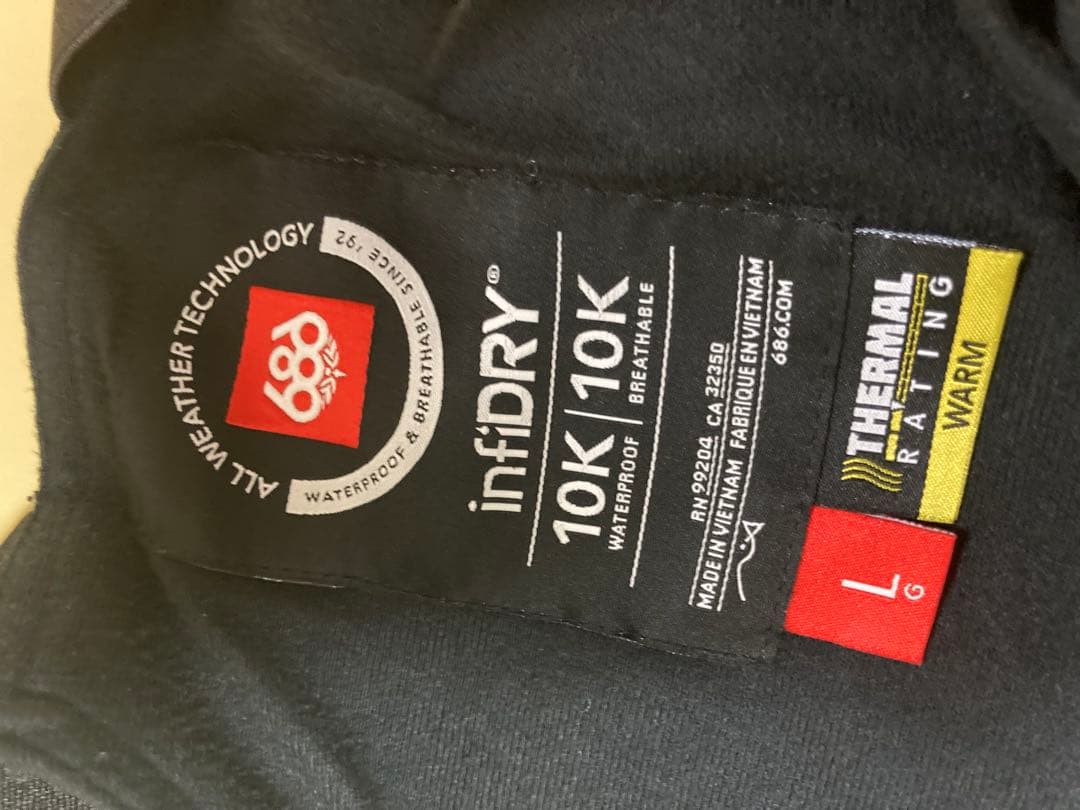 ALL WEATHER TECHNOLOGY
686
WATERPROOF & BREATHABLE SINCE '92
infiDRY®
10K | 10K
WATERPROOF BREATHABLE
RN 99204 CA 32350
MADE IN VIETNAM FABRIQUE EN VIETNAM
686.COM
THERMAL
RATING
WARM
L
G